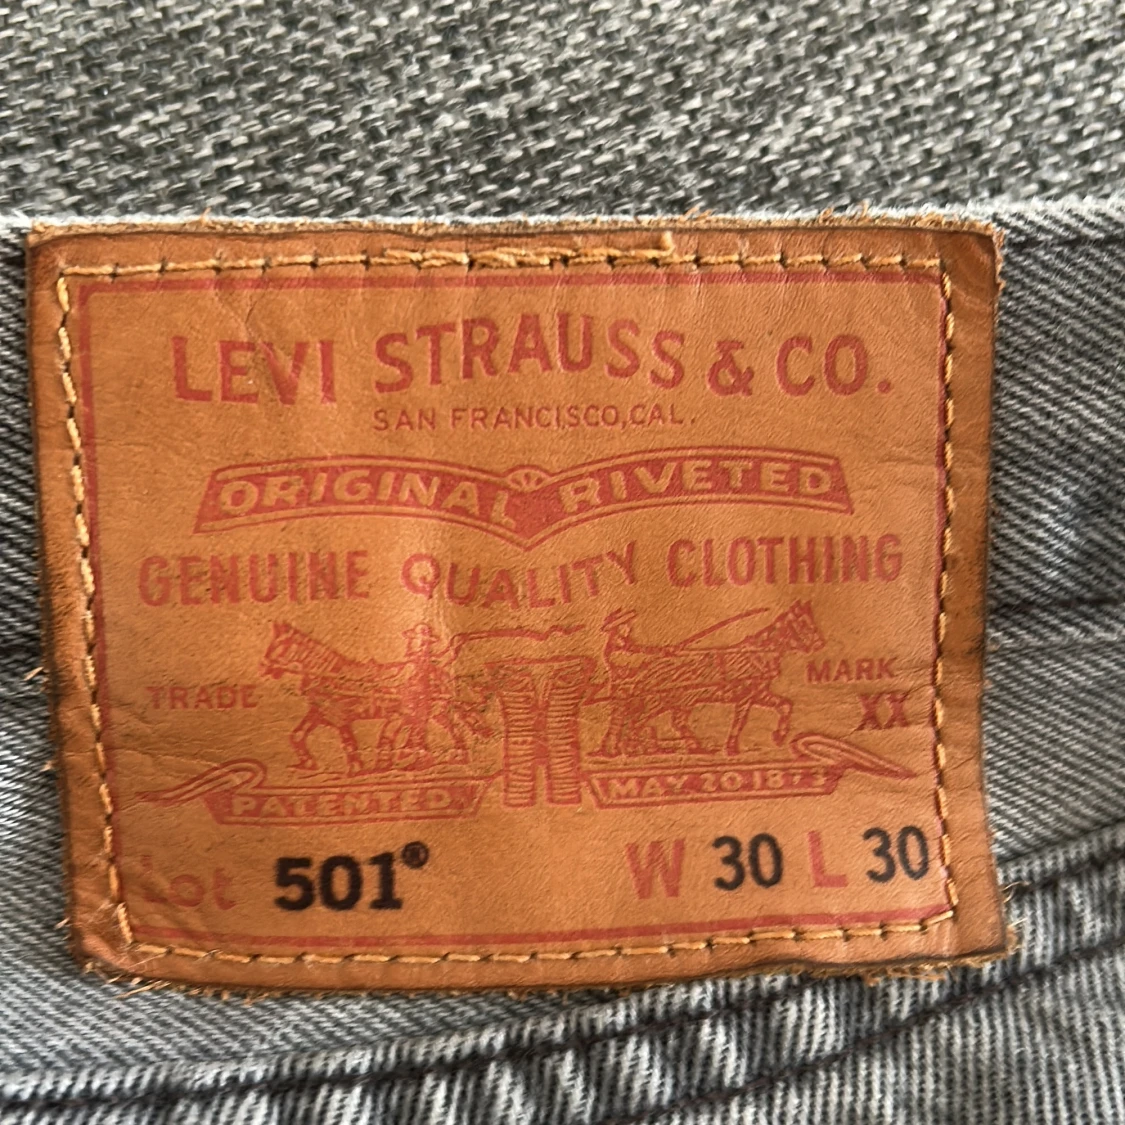 LEVI STRAUSS & CO.
SAN FRANCISCO, CAL.
ORIGINAL RIVETED
GENUINE QUALITY CLOTHING
TRADE MARK
XX
PATENTED MAY 20 1873
Lot 501® W 30 L 30